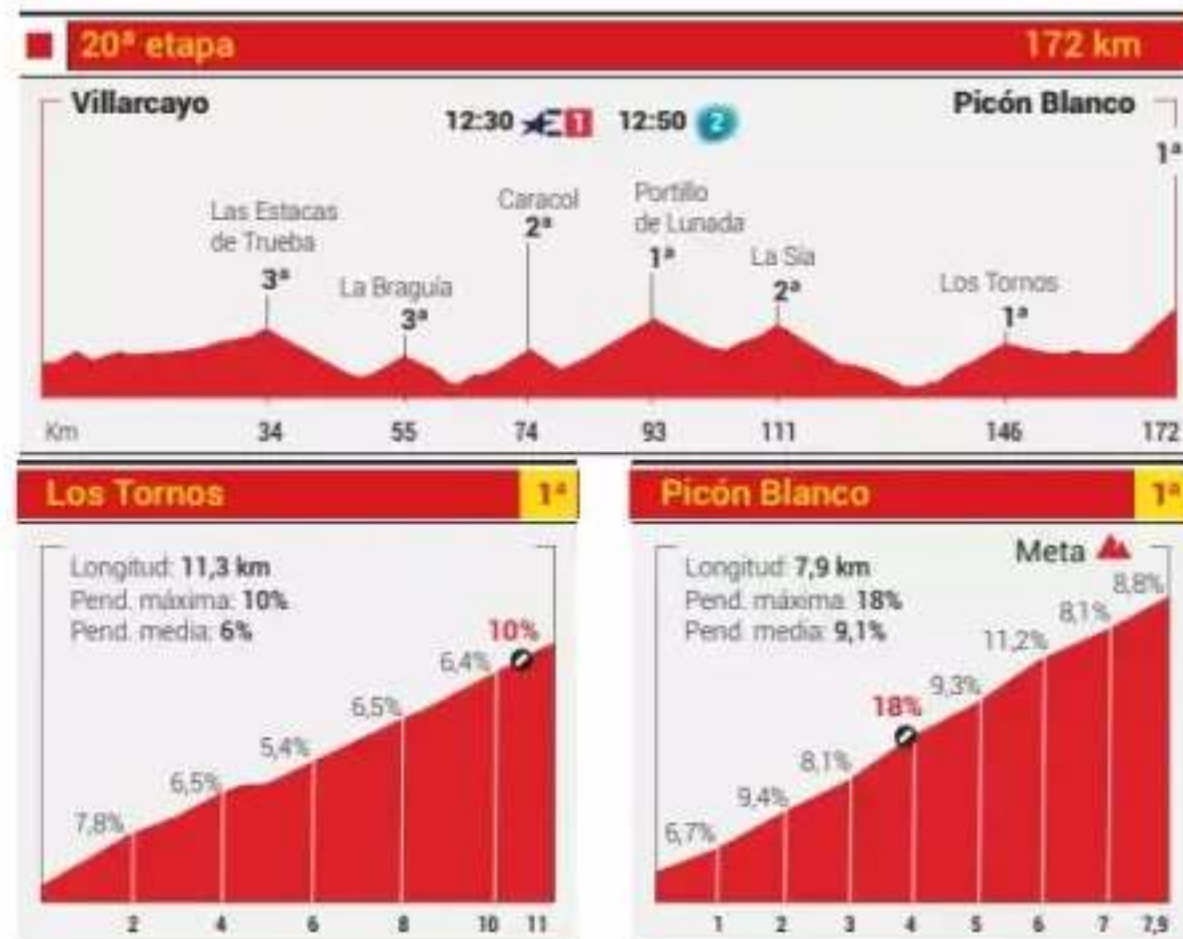 20ª etapa 172 km
Villarcayo 12:30 1 12:50 2 Picón Blanco
1ª
Las Estacas
de Trueba
3ª
La Braguía
3ª
Caracol
2ª
Portillo
de Lunada
1ª
La Sía
2ª
Los Tornos
1ª
Km 34 55 74 93 111 146 172
Los Tornos 1ª
Longitud: 11,3 km
Pend. máxima: 10%
Pend. media: 6%
7,8% 6,5% 5,4% 6,5% 6,4% 10%
2 4 6 8 10 11
Picón Blanco 1ª
Meta
Longitud: 7,9 km
Pend. máxima: 18%
Pend. media: 9,1%
6,7% 9,4% 8,1% 18% 9,3% 11,2% 8,1% 8,8%
1 2 3 4 5 6 7 7,9